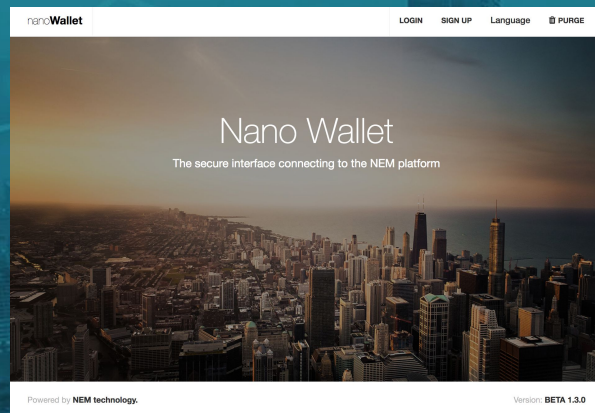 nanoWallet LOGIN SIGN UP Language PURGE
Nano Wallet
The secure interface connecting to the NEM platform
Powered by NEM technology. Version: BETA 1.3.0